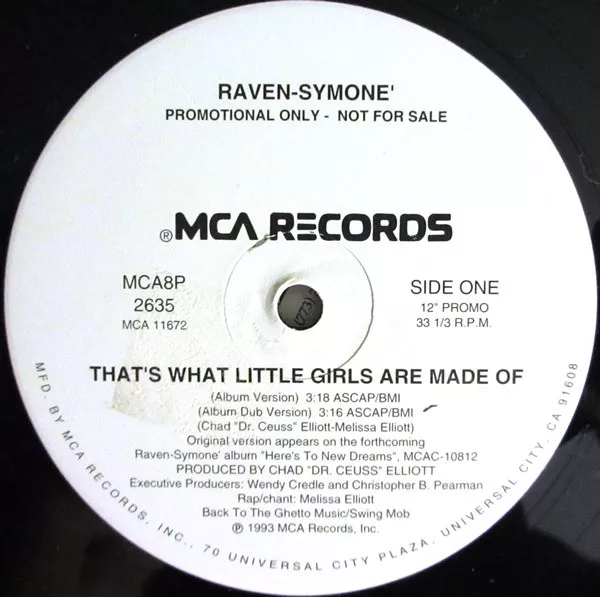 RAVEN-SYMONE'
PROMOTIONAL ONLY - NOT FOR SALE
®MCA RECORDS
MCA8P
2635
MCA 11672
SIDE ONE
12" PROMO
33 1/3 R.P.M.
(773)
THAT'S WHAT LITTLE GIRLS ARE MADE OF
(Album Version) 3:18 ASCAP/BMI
(Album Dub Version) 3:16 ASCAP/BMI
(Chad "Dr. Ceuss" Elliott-Melissa Elliott)
Original version appears on the forthcoming
Raven-Symone' album "Here's To New Dreams", MCAC-10812
PRODUCED BY CHAD "DR. CEUSS" ELLIOTT
Executive Producers: Wendy Credle and Christopher B. Pearman
Rap/chant: Melissa Elliott
Back To The Ghetto Music/Swing Mob
℗ 1993 MCA Records, Inc.
MFD. BY MCA RECORDS, INC., 70 UNIVERSAL CITY PLAZA, UNIVERSAL CITY, CA 91608